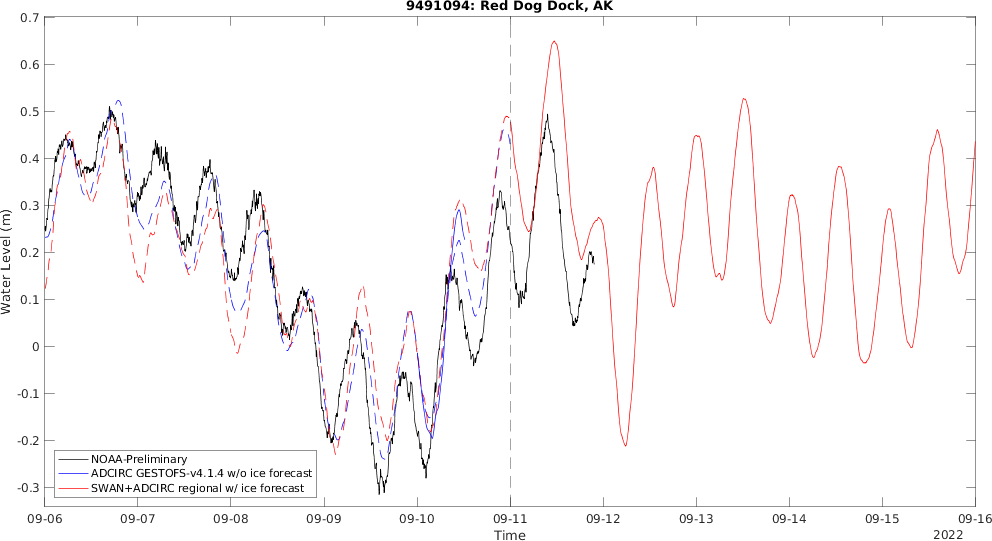 9491094: Red Dog Dock, AK
0.7
0.6
0.5
0.4
0.3
0.2
0.1
0
-0.1
-0.2
-0.3
Water Level (m)
NOAA-Preliminary
ADCIRC GESTOFS-v4.1.4 w/o ice forecast
SWAN+ADCIRC regional w/ ice forecast
09-06 09-07 09-08 09-09 09-10 09-11 09-12 09-13 09-14 09-15 09-16
Time
2022